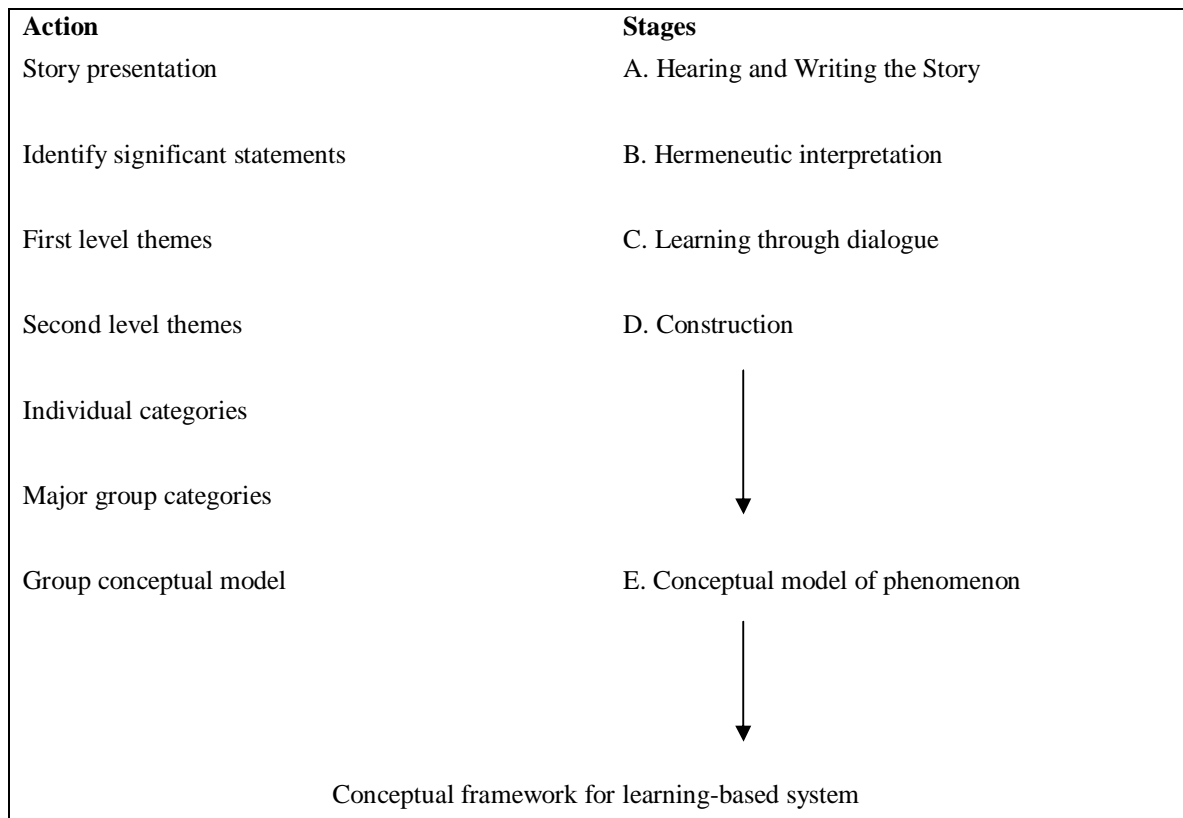 Action Stages
Story presentation A. Hearing and Writing the Story
Identify significant statements B. Hermeneutic interpretation
First level themes C. Learning through dialogue
Second level themes D. Construction
Individual categories
Major group categories
Group conceptual model E. Conceptual model of phenomenon
Conceptual framework for learning-based system